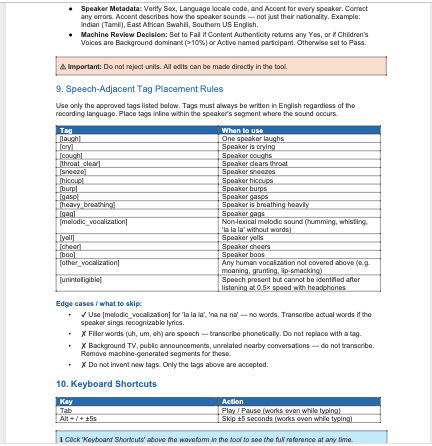 • Speaker Metadata: Verify Sex, Language locale code, and Accent for every speaker. Correct
any errors. Accent describes how the speaker sounds — not just their nationality. Example:
Indian (Tamil), East African Swahili, Southern US English.
• Machine Review Decision: Set to Fail if Content Authenticity returns any Yes, or if Children's
Voices are Background dominant (>10%) or Active named participant. Otherwise set to Pass.
⚠ Important: Do not reject units. All edits can be made directly in the tool.
9. Speech-Adjacent Tag Placement Rules
Use only the approved tags listed below. Tags must always be written in English regardless of the
recording language. Place tags inline within the speaker's segment where the sound occurs.
Tag When to use
[laugh] One speaker laughs
[cry] Speaker is crying
[cough] Speaker coughs
[throat_clear] Speaker clears throat
[sneeze] Speaker sneezes
[hiccup] Speaker hiccups
[burp] Speaker burps
[gasp] Speaker gasps
[heavy_breathing] Speaker is breathing heavily
[gag] Speaker gags
[melodic_vocalization] Non-lexical melodic sound (humming, whistling,
'la la la' without words)
[yell] Speaker yells
[cheer] Speaker cheers
[boo] Speaker boos
[other_vocalization] Any human vocalization not covered above (e.g.
moaning, grunting, lip-smacking)
[unintelligible] Speech present but cannot be identified after
listening at 0.5× speed with headphones
Edge cases / what to skip:
• ✓ Use [melodic_vocalization] for 'la la la', 'na na na' — no words. Transcribe actual words if the
speaker sings recognizable lyrics.
• ✗ Filler words (uh, um, eh) are speech — transcribe phonetically. Do not replace with a tag.
• ✗ Background TV, public announcements, unrelated nearby conversations — do not transcribe.
Remove machine-generated segments for these.
• ✗ Do not invent new tags. Only the tags above are accepted.
10. Keyboard Shortcuts
Key Action
Tab Play / Pause (works even while typing)
Alt + / + ±5s Skip ±5 seconds (works even while typing)
ℹ Click 'Keyboard Shortcuts' above the waveform in the tool to see the full reference at any time.